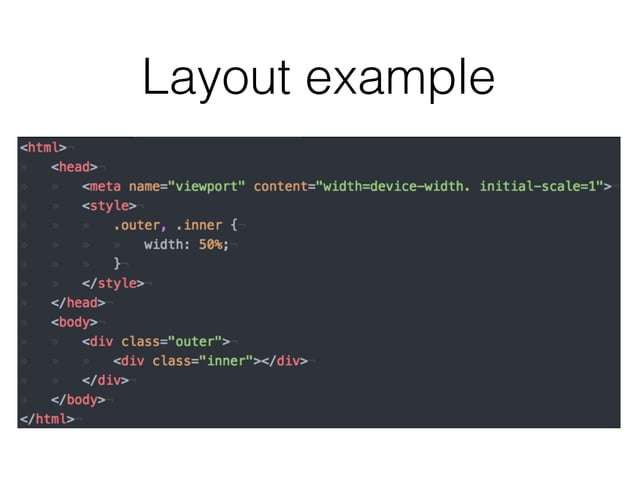 Layout example
<html>
<head>
<meta name="viewport" content="width=device-width. initial-scale=1">
<style>
.outer, .inner {
width: 50%;
}
</style>
</head>
<body>
<div class="outer">
<div class="inner"></div>
</div>
</body>
</html>